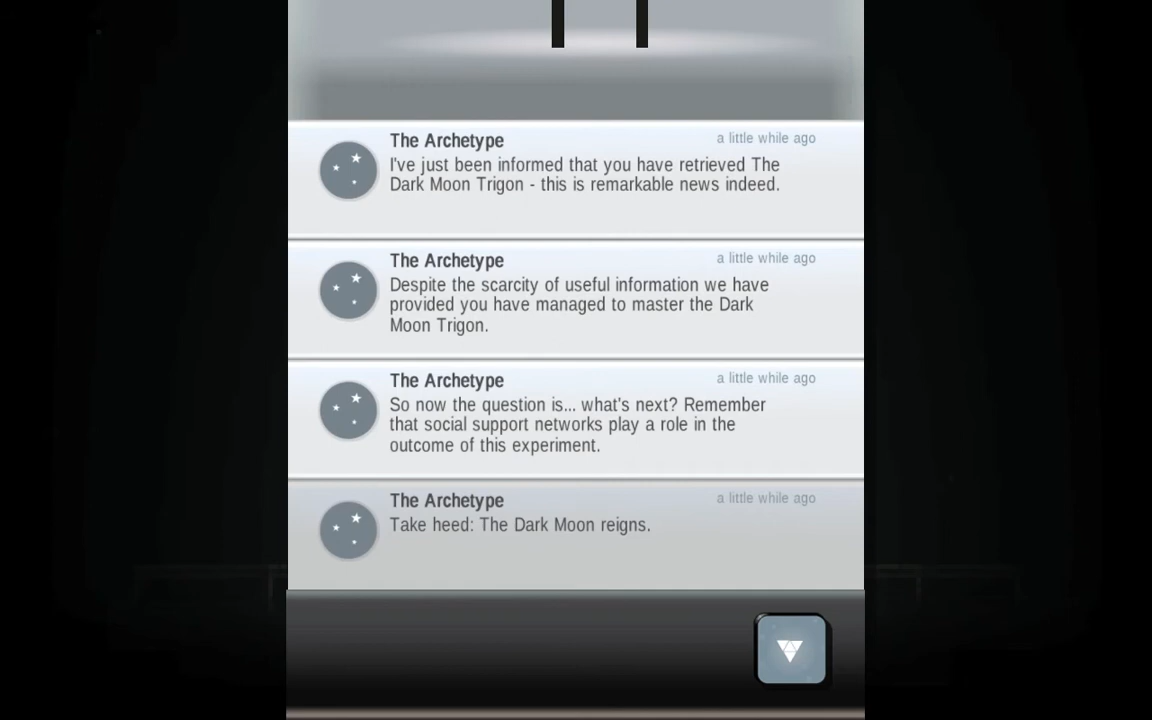 The Archetype
a little while ago
I've just been informed that you have retrieved The
Dark Moon Trigon - this is remarkable news indeed.
The Archetype
a little while ago
Despite the scarcity of useful information we have
provided you have managed to master the Dark
Moon Trigon.
The Archetype
a little while ago
So now the question is... what's next? Remember
that social support networks play a role in the
outcome of this experiment.
The Archetype
a little while ago
Take heed: The Dark Moon reigns.